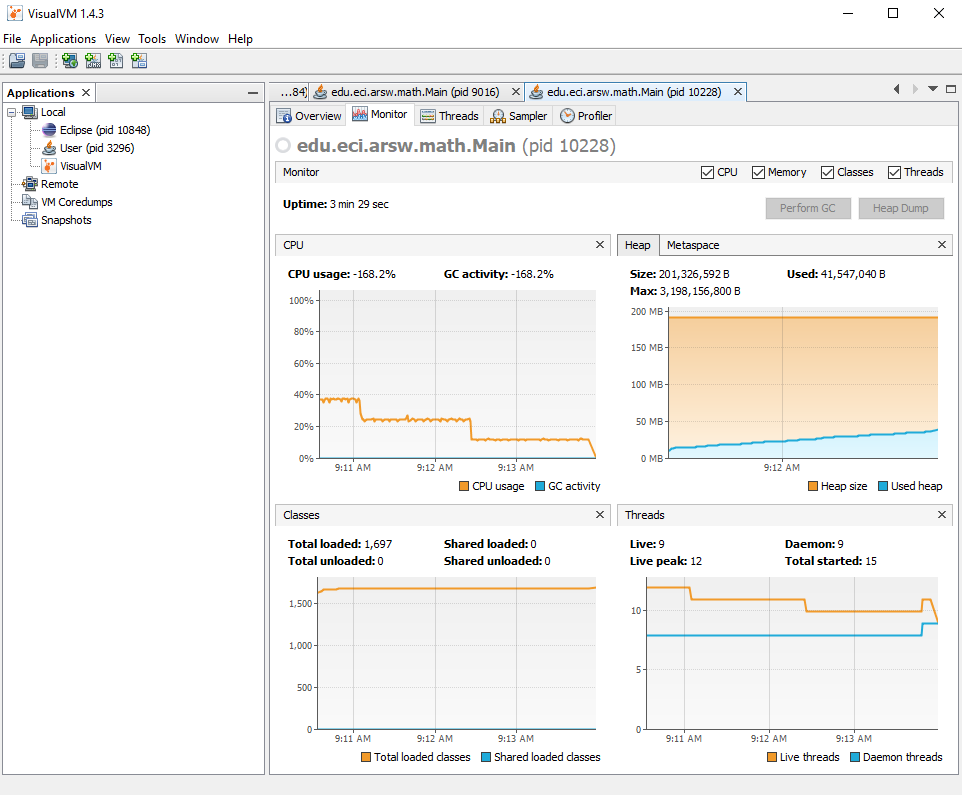 VisualVM 1.4.3
File Applications View Tools Window Help
Applications
Local
Eclipse (pid 10848)
User (pid 3296)
VisualVM
Remote
VM Coredumps
Snapshots
...84) edu.eci.arsw.math.Main (pid 9016) edu.eci.arsw.math.Main (pid 10228)
Overview Monitor Threads Sampler Profiler
edu.eci.arsw.math.Main (pid 10228)
Monitor CPU Memory Classes Threads
Uptime: 3 min 29 sec
Perform GC Heap Dump
CPU
CPU usage: -168.2% GC activity: -168.2%
100%
80%
60%
40%
20%
0%
9:11 AM 9:12 AM 9:13 AM
CPU usage GC activity
Heap Metaspace
Size: 201,326,592 B Used: 41,547,040 B
Max: 3,198,156,800 B
200 MB
150 MB
100 MB
50 MB
0 MB
9:12 AM
Heap size Used heap
Classes
Total loaded: 1,697 Shared loaded: 0
Total unloaded: 0 Shared unloaded: 0
1,500
1,000
500
0
9:11 AM 9:12 AM 9:13 AM
Total loaded classes Shared loaded classes
Threads
Live: 9 Daemon: 9
Live peak: 12 Total started: 15
10
5
0
9:11 AM 9:12 AM 9:13 AM
Live threads Daemon threads